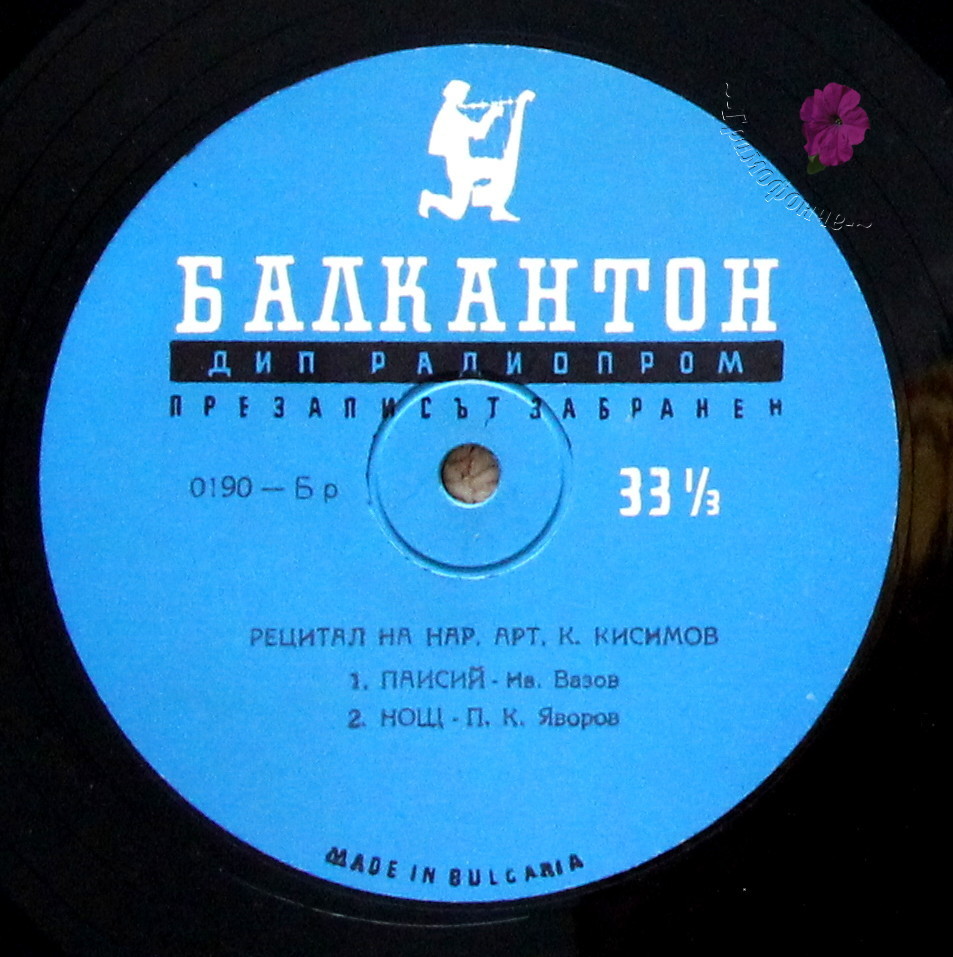 ~-Грамофонче-~
БАЛКАНТОН
ДИП РАДИОПРОМ
ПРЕЗАПИСЪТ ЗАБРАНЕН
0190 — Б р
33 1/3
РЕЦИТАЛ НА НАР. АРТ. К. КИСИМОВ
1. ПАИСИЙ - Ив. Вазов
2. НОЩ - П. К. Яворов
MADE IN BULGARIA